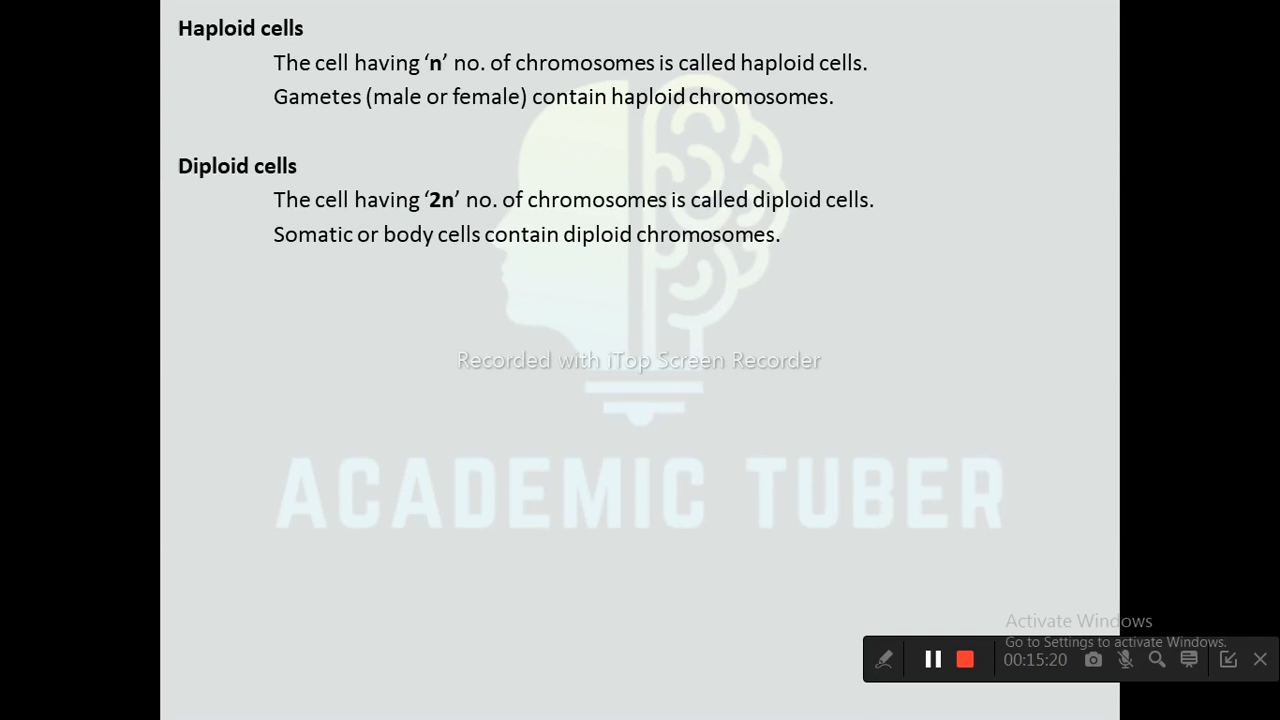 Haploid cells
The cell having ‘n’ no. of chromosomes is called haploid cells.
Gametes (male or female) contain haploid chromosomes.
Diploid cells
The cell having ‘2n’ no. of chromosomes is called diploid cells.
Somatic or body cells contain diploid chromosomes.
Recorded with iTop Screen Recorder
ACADEMIC TUBER
Activate Windows
Go to Settings to activate Windows.
00:15:20